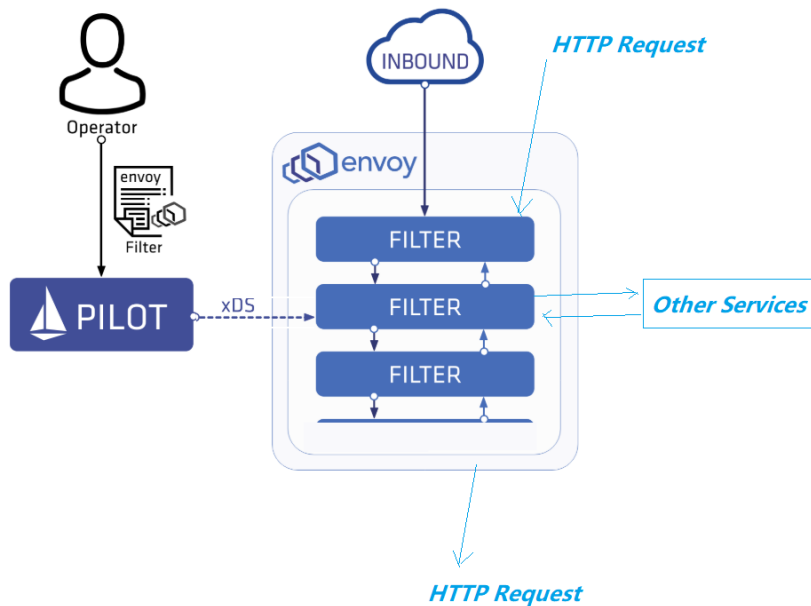 INBOUND
HTTP Request
Operator
envoy
envoy
Filter
FILTER
PILOT
xDS
FILTER
Other Services
FILTER
HTTP Request